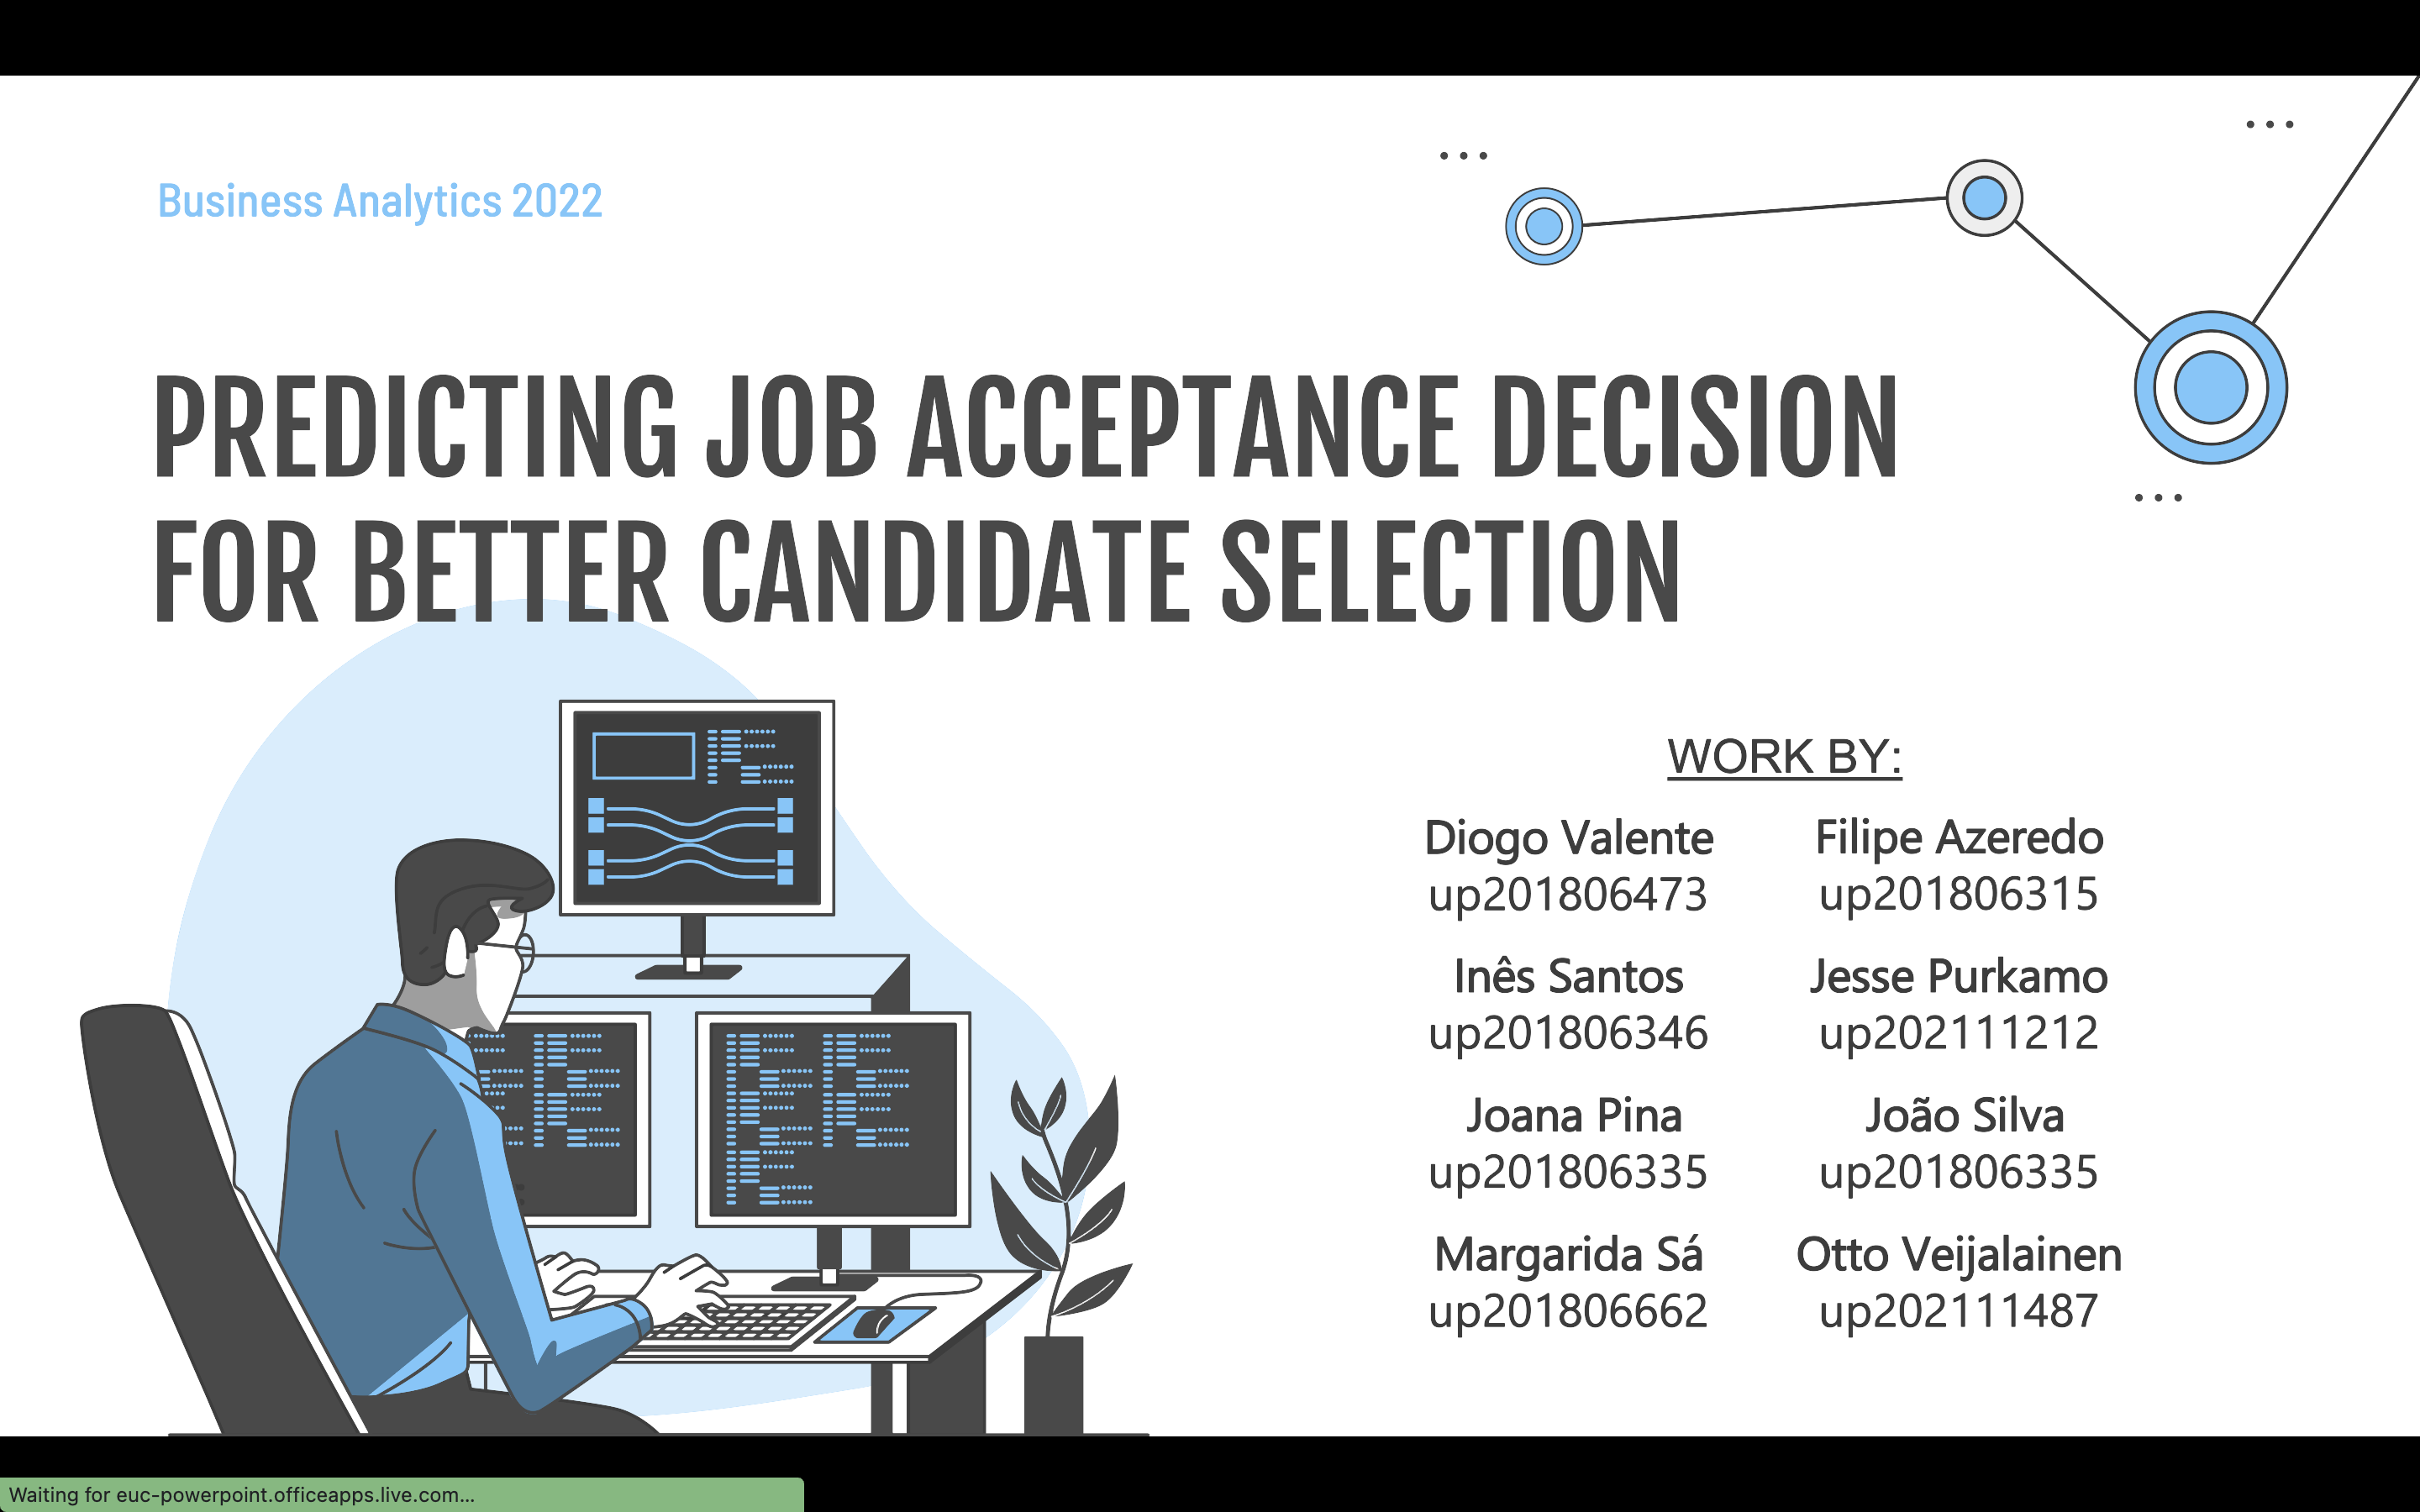 Business Analytics 2022
PREDICTING JOB ACCEPTANCE DECISION
FOR BETTER CANDIDATE SELECTION
WORK BY:
Diogo Valente
up201806473
Filipe Azeredo
up201806315
Inês Santos
up201806346
Jesse Purkamo
up202111212
Joana Pina
up201806335
João Silva
up201806335
Margarida Sá
up201806662
Otto Veijalainen
up202111487
Waiting for euc-powerpoint.officeapps.live.com...